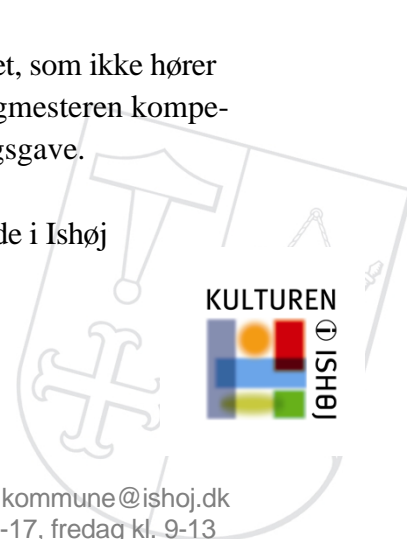 et, som ikke hører
gmesteren kompe-
gsgave.
de i Ishøj
KULTUREN
i ISHØJ
kommune@ishoj.dk
-17, fredag kl. 9-13